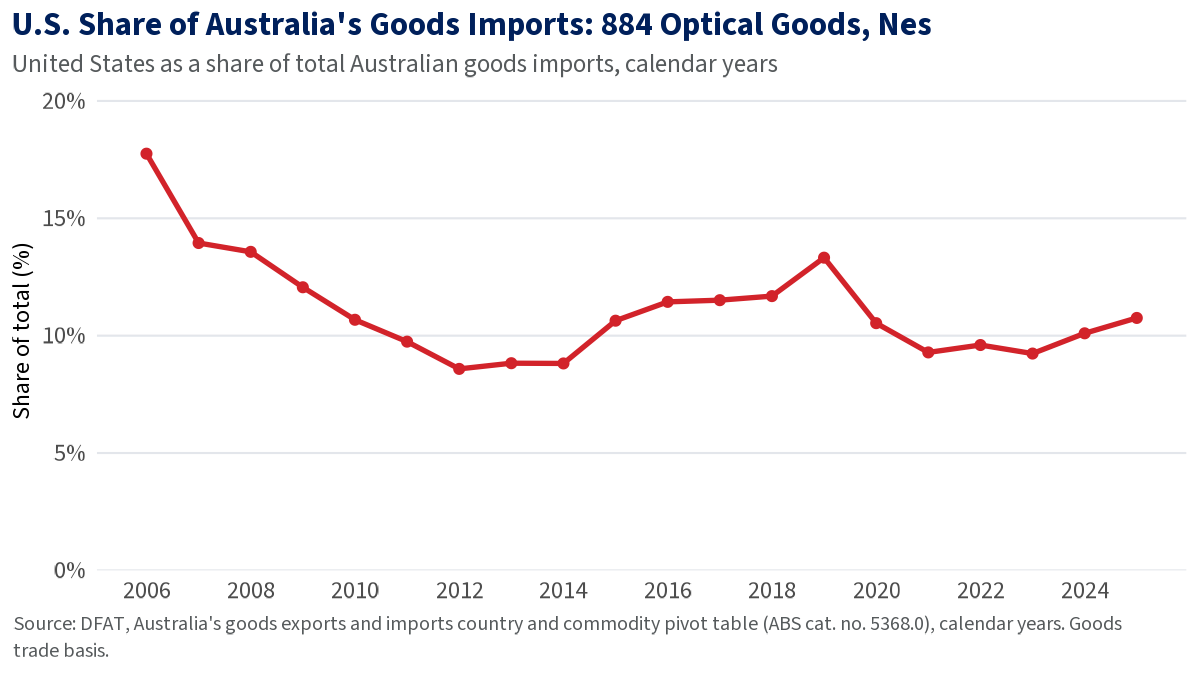 U.S. Share of Australia's Goods Imports: 884 Optical Goods, Nes
United States as a share of total Australian goods imports, calendar years
20%
15%
10%
5%
0%
Share of total (%)
2006 2008 2010 2012 2014 2016 2018 2020 2022 2024
Source: DFAT, Australia's goods exports and imports country and commodity pivot table (ABS cat. no. 5368.0), calendar years. Goods
trade basis.